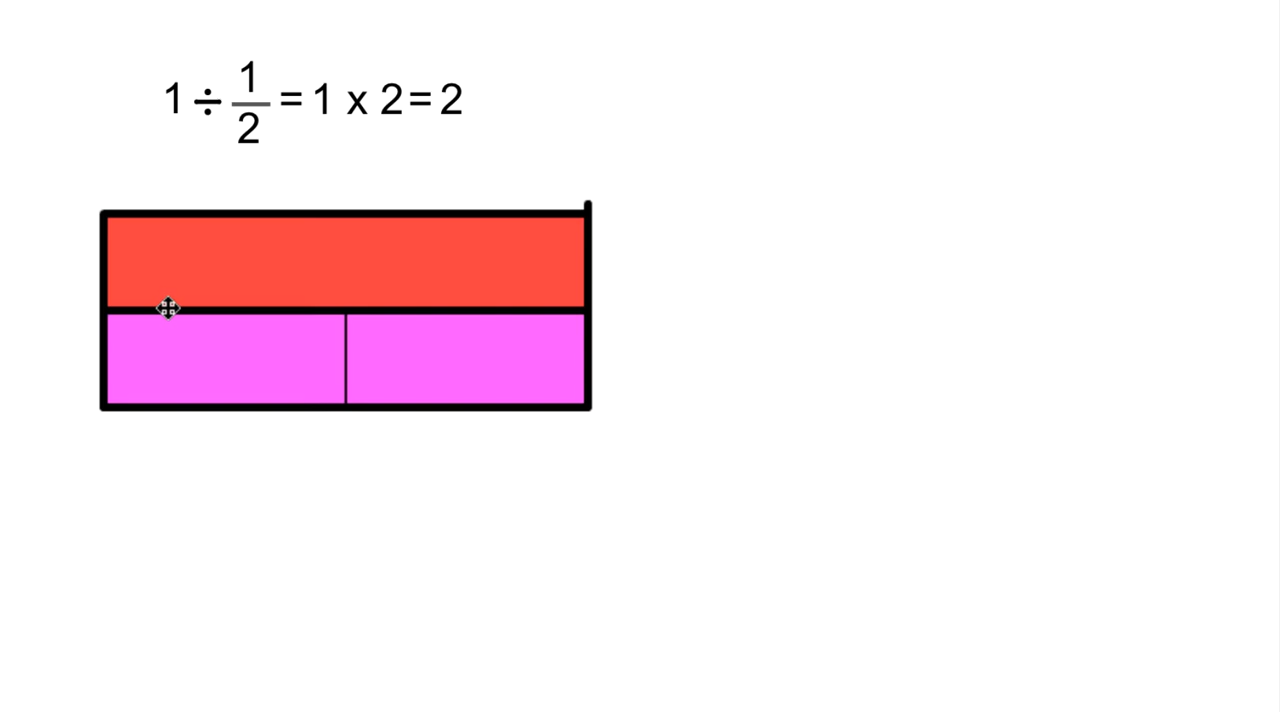 1 ÷ 1/2 = 1 x 2 = 2